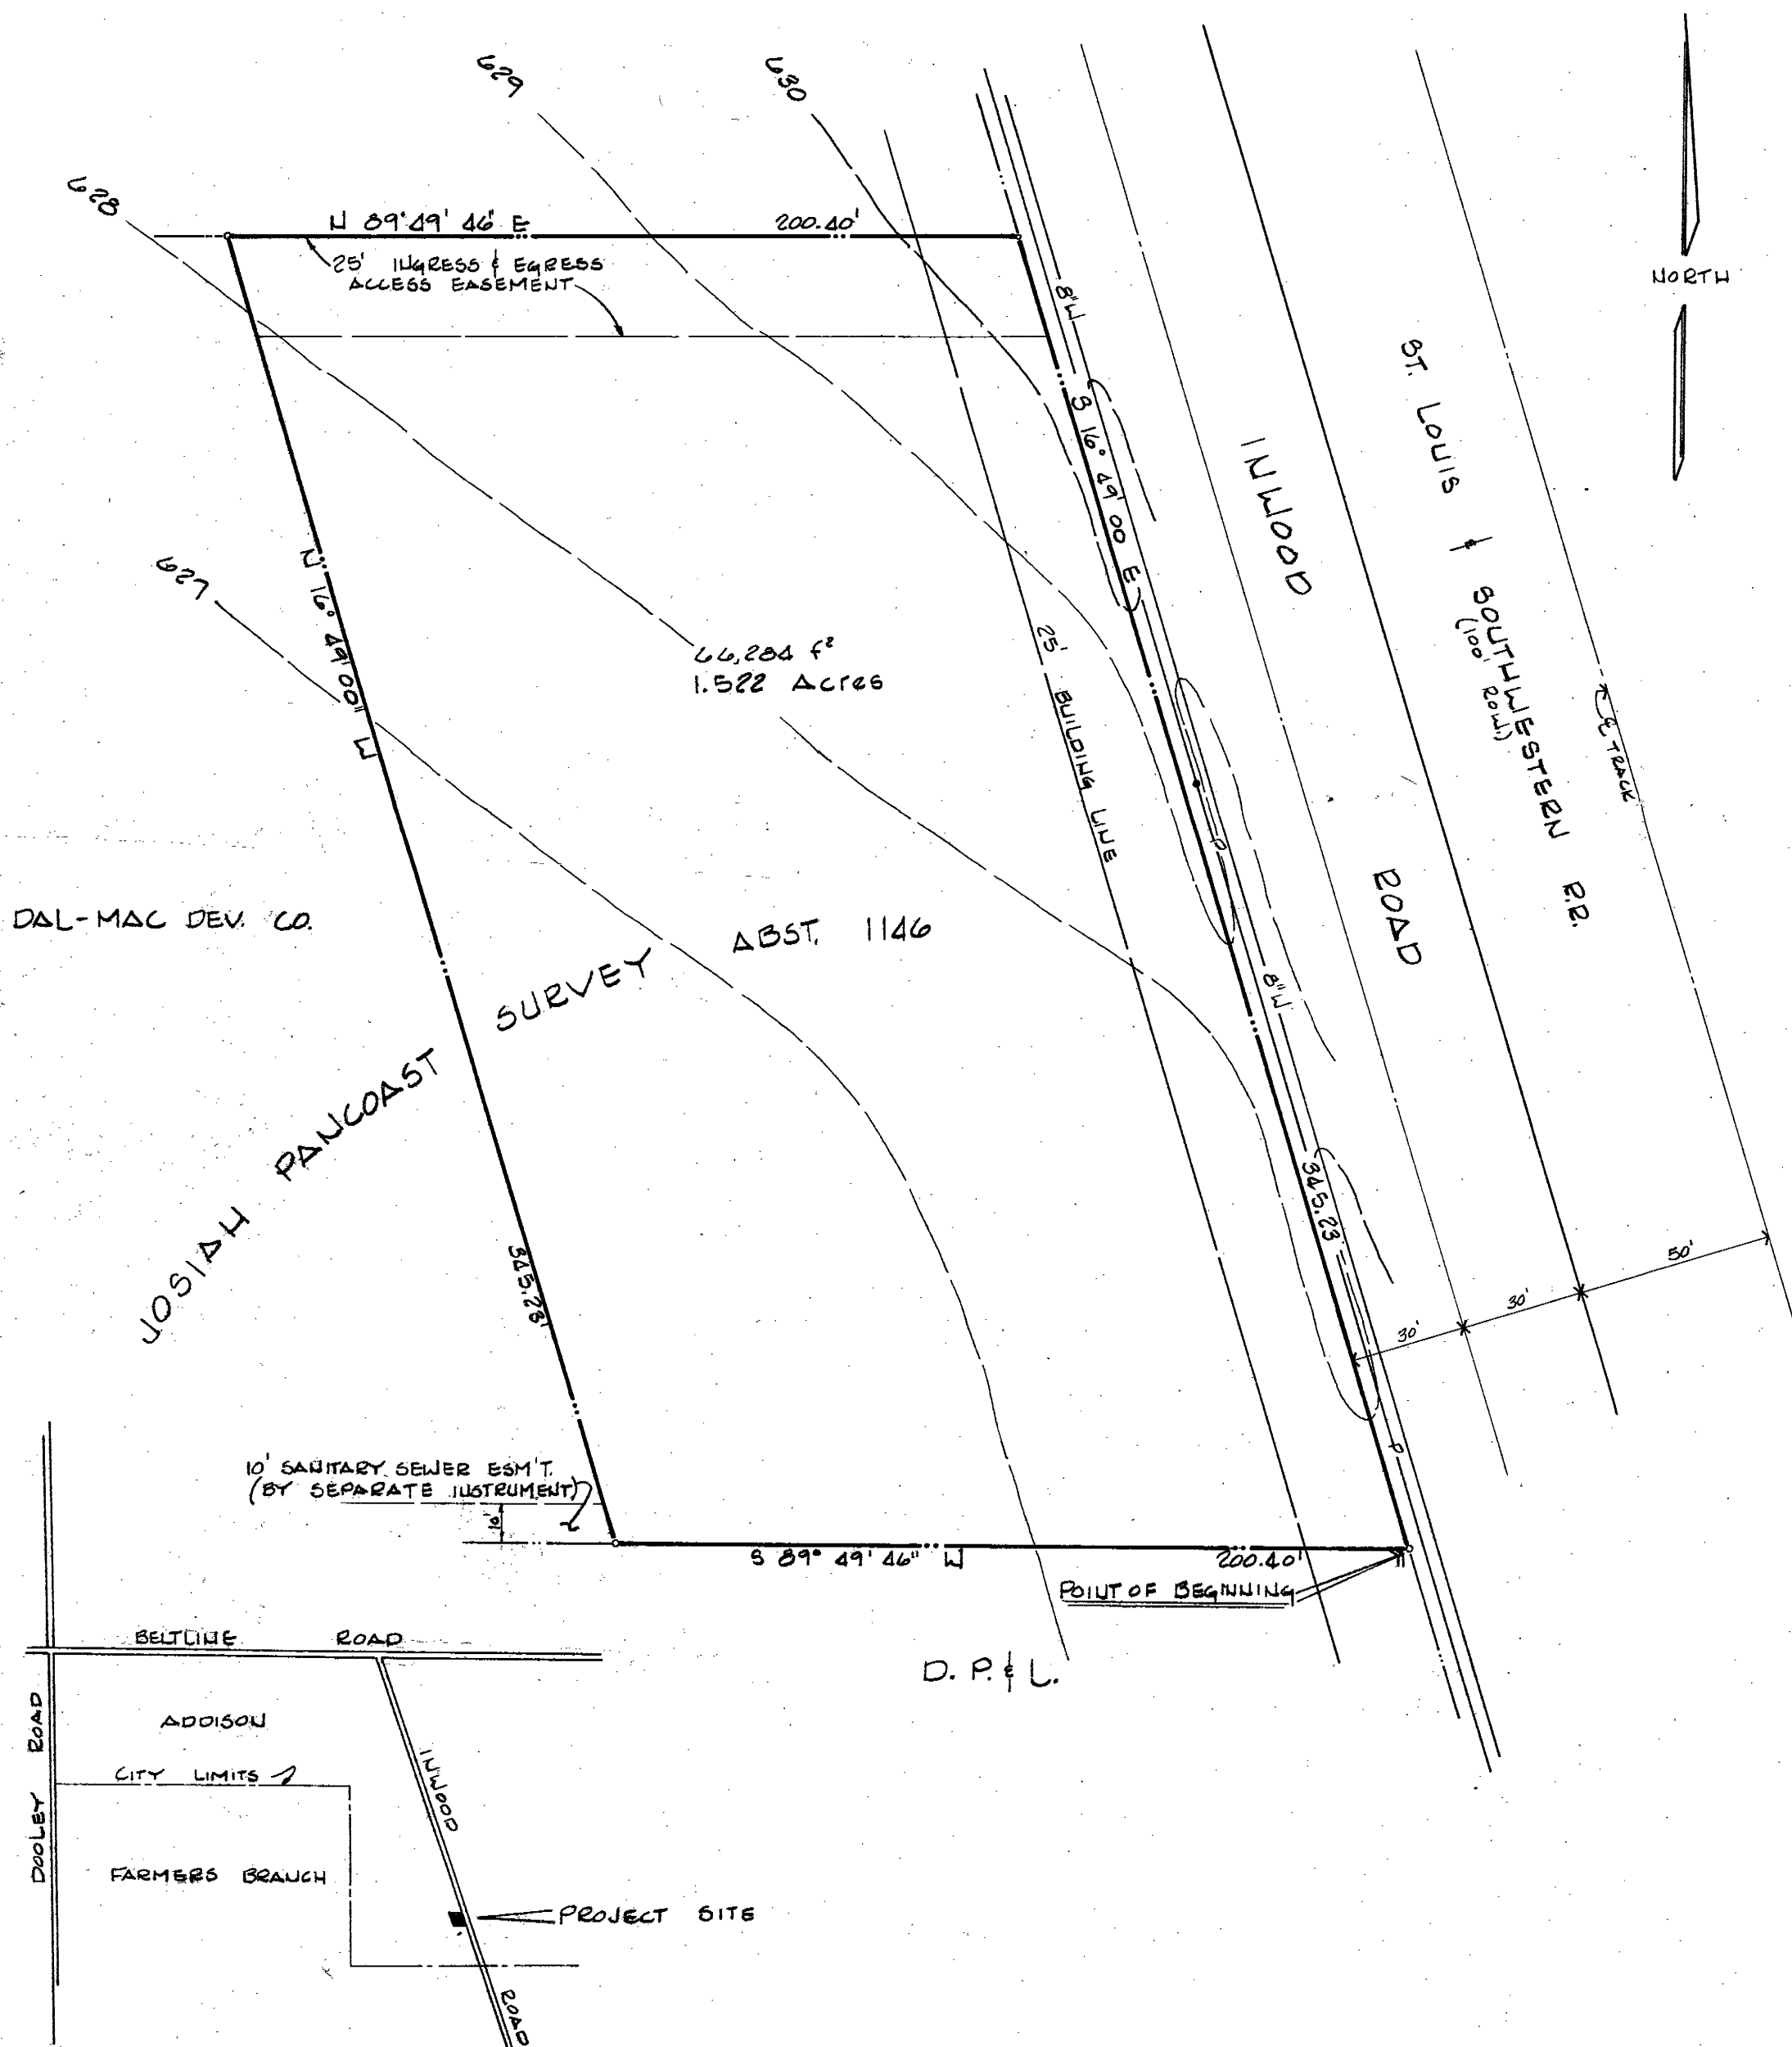 629
630
628
N 89°49' 46" E 200.40'
25' INGRESS & EGRESS
ACCESS EASEMENT
NORTH
8"W
S 16° 49' 00 E
INWOOD
ROAD
ST. LOUIS & SOUTHWESTERN R.R.
(100' R.O.W.)
℄ TRACK
627
N 16° 49' 00" W
66,284 f²
1.522 Acres
25' BUILDING LINE
P
DAL-MAC DEV. CO.
JOSIAH PANCOAST SURVEY ABST. 1146
8"W
345.23'
345.23
30'
30'
50'
10' SANITARY SEWER ESM'T.
(BY SEPARATE INSTRUMENT)
10'
P
S 89° 49' 46" W 200.40'
POINT OF BEGINNING
D. P. & L.
BELTLINE ROAD
DOOLEY ROAD
ADDISON
CITY LIMITS
INWOOD
FARMERS BRANCH
PROJECT SITE
ROAD